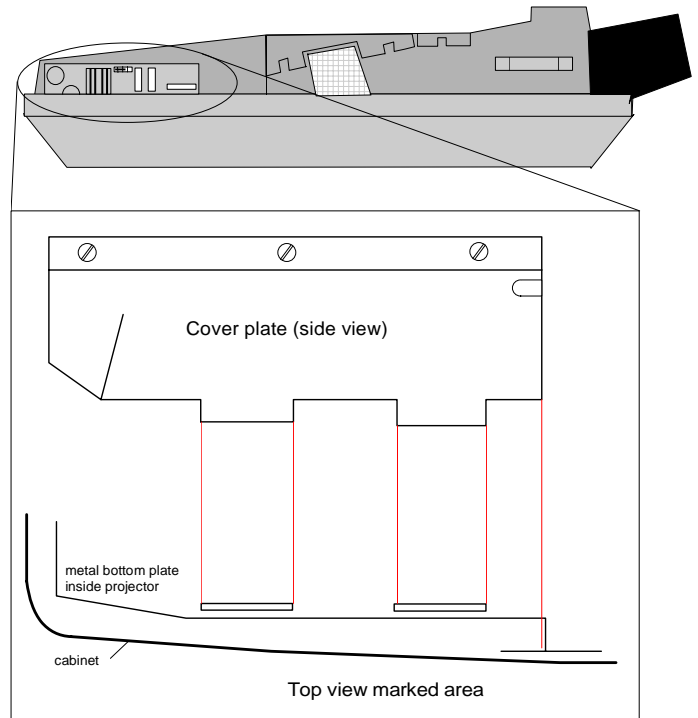 Cover plate (side view)
metal bottom plate
inside projector
cabinet
Top view marked area